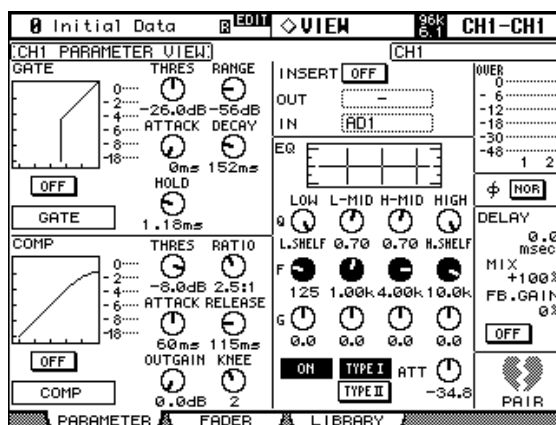 0 Initial Data R EDIT ◇VIEW 96k 6.1 CH1-CH1
CH1 PARAMETER VIEW
CH1
GATE
THRES RANGE
0
-2
-4
-6
-8
-18
-26.0dB -56dB
ATTACK DECAY
0ms 152ms
HOLD
1.18ms
OFF
GATE
COMP
THRES RATIO
0
-2
-4
-6
-8
-18
-8.0dB 2.5:1
ATTACK RELEASE
60ms 115ms
OUTGAIN KNEE
0.0dB 2
OFF
COMP
INSERT OFF
OUT -
IN AD1
EQ
LOW L-MID H-MID HIGH
Q
L.SHELF 0.70 0.70 H.SHELF
F
125 1.00k 4.00k 10.0k
G
0.0 0.0 0.0 0.0
ON TYPE I ATT
TYPE II -34.8
OVER
0
-6
-12
-18
-30
-48
1 2
ϕ NOR
DELAY
0.0
msec
MIX
+100%
FB.GAIN
0%
OFF
PAIR
PARAMETER FADER LIBRARY